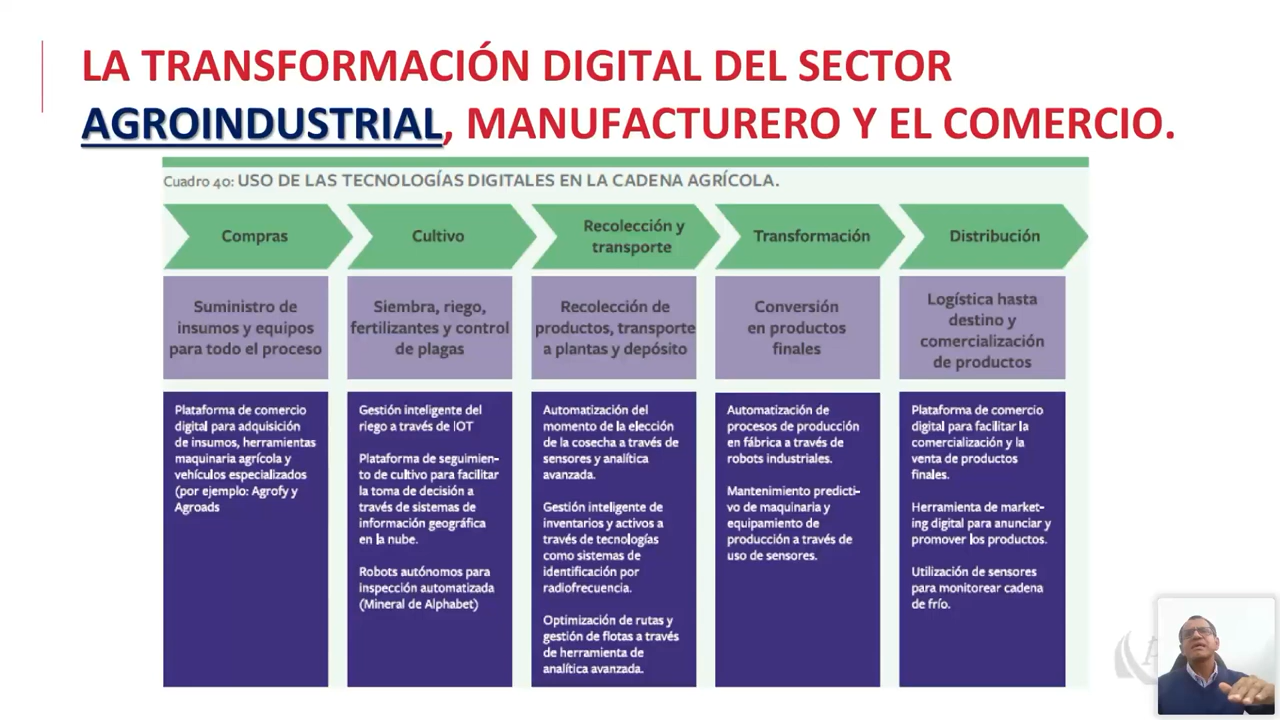 LA TRANSFORMACIÓN DIGITAL DEL SECTOR
AGROINDUSTRIAL, MANUFACTURERO Y EL COMERCIO.
Cuadro 40: USO DE LAS TECNOLOGÍAS DIGITALES EN LA CADENA AGRÍCOLA.
Compras
Suministro de
insumos y equipos
para todo el proceso
Plataforma de comercio
digital para adquisición
de insumos, herramientas
maquinaria agrícola y
vehículos especializados
(por ejemplo: Agrofy y
Agroads
Cultivo
Siembra, riego,
fertilizantes y control
de plagas
Gestión inteligente del
riego a través de IOT
Plataforma de seguimien-
to de cultivo para facilitar
la toma de decisión a
través de sistemas de
información geográfica
en la nube.
Robots autónomos para
inspección automatizada
(Mineral de Alphabet)
Recolección y
transporte
Recolección de
productos, transporte
a plantas y depósito
Automatización del
momento de la elección
de la cosecha a través de
sensores y analítica
avanzada.
Gestión inteligente de
inventarios y activos a
través de tecnologías
como sistemas de
identificación por
radiofrecuencia.
Optimización de rutas y
gestión de flotas a través
de herramienta de
analítica avanzada.
Transformación
Conversión
en productos
finales
Automatización de
procesos de producción
en fábrica a través de
robots industriales.
Mantenimiento predicti-
vo de maquinaria y
equipamiento de
producción a través de
uso de sensores.
Distribución
Logística hasta
destino y
comercialización
de productos
Plataforma de comercio
digital para facilitar la
comercialización y la
venta de productos
finales.
Herramienta de market-
ing digital para anunciar y
promover los productos.
Utilización de sensores
para monitorear cadena
de frío.